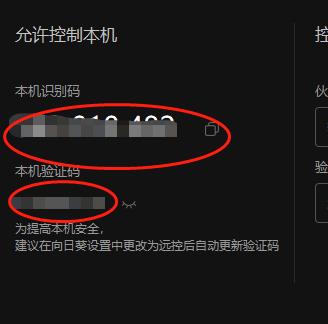 允许控制本机
控
本机识别码
伙
本机验证码
验
为提高本机安全，
建议在向日葵设置中更改为远控后自动更新验证码